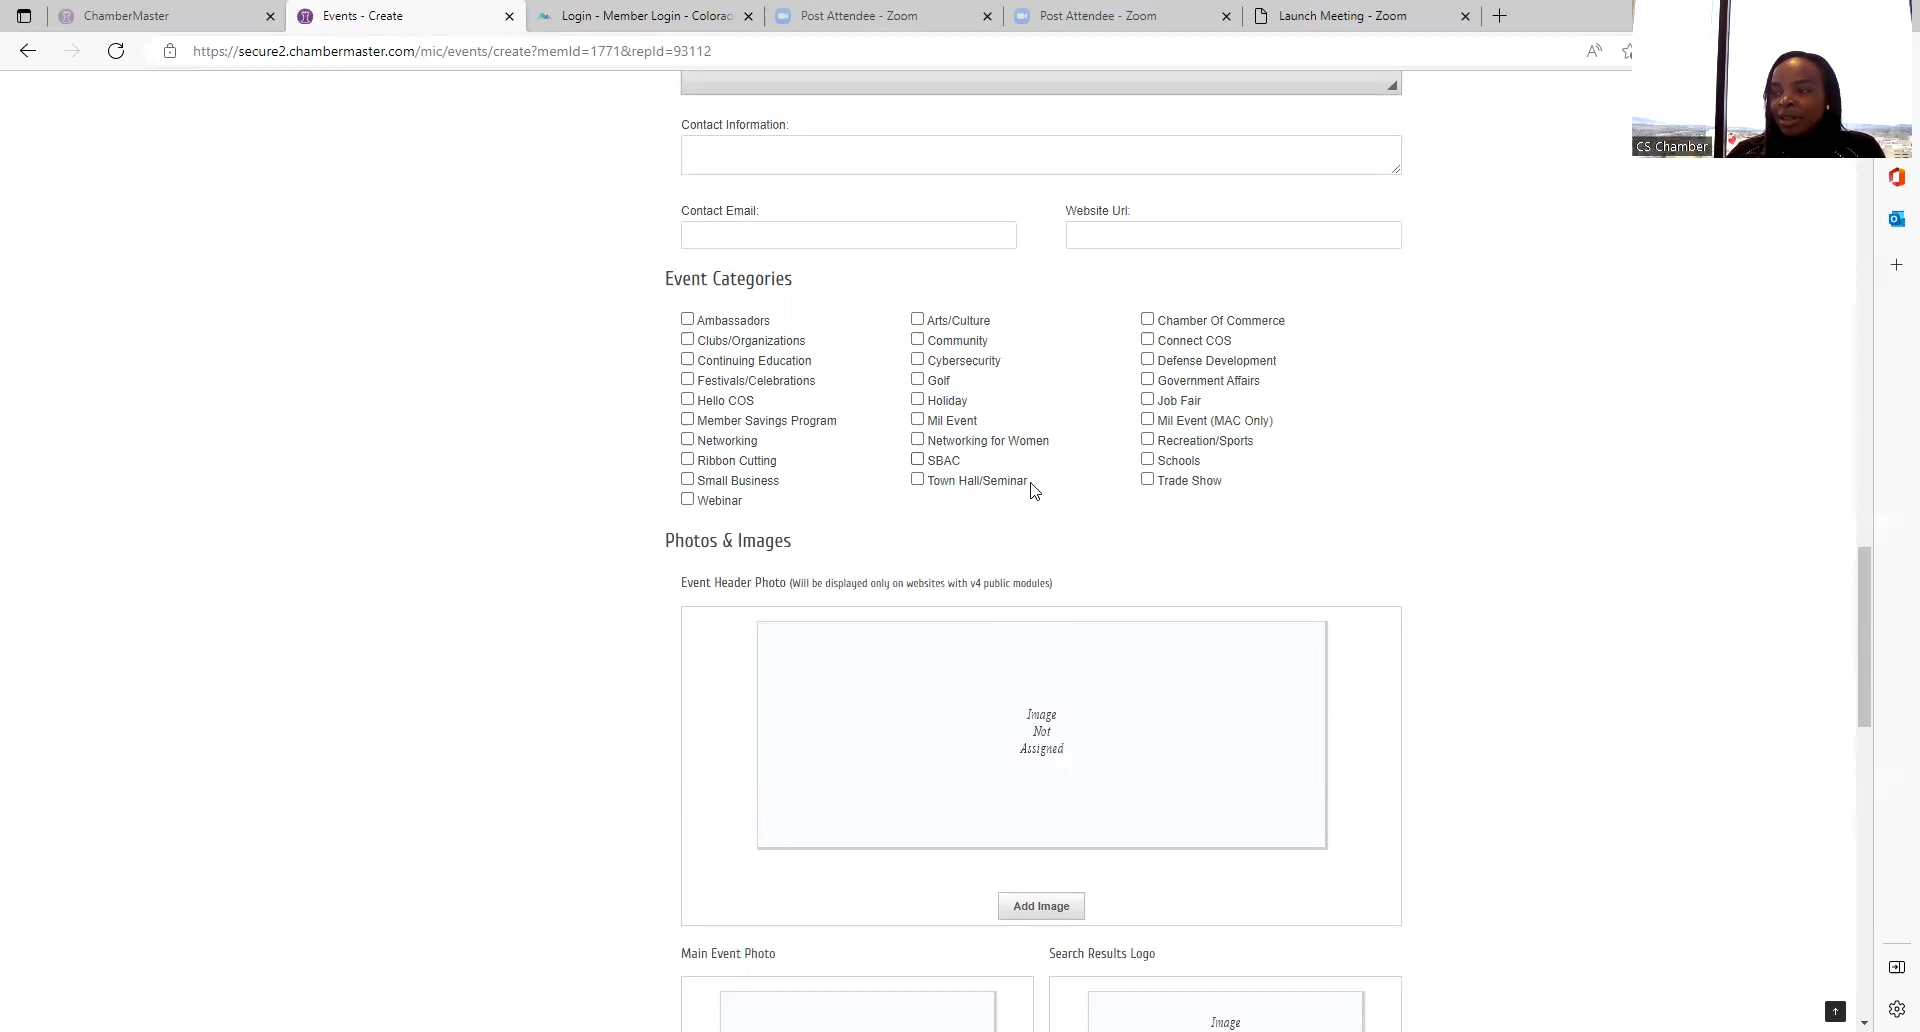 ChamberMaster
Events - Create
Login - Member Login - Colorad
Post Attendee - Zoom
Post Attendee - Zoom
Launch Meeting - Zoom
https://secure2.chambermaster.com/mic/events/create?memId=1771&repId=93112
CS Chamber
Contact Information:
Contact Email:
Website Url:
Event Categories
Ambassadors
Arts/Culture
Chamber Of Commerce
Clubs/Organizations
Community
Connect COS
Continuing Education
Cybersecurity
Defense Development
Festivals/Celebrations
Golf
Government Affairs
Hello COS
Holiday
Job Fair
Member Savings Program
Mil Event
Mil Event (MAC Only)
Networking
Networking for Women
Recreation/Sports
Ribbon Cutting
SBAC
Schools
Small Business
Town Hall/Seminar
Trade Show
Webinar
Photos & Images
Event Header Photo (Will be displayed only on websites with v4 public modules)
Image
Not
Assigned
Add Image
Main Event Photo
Search Results Logo
Image